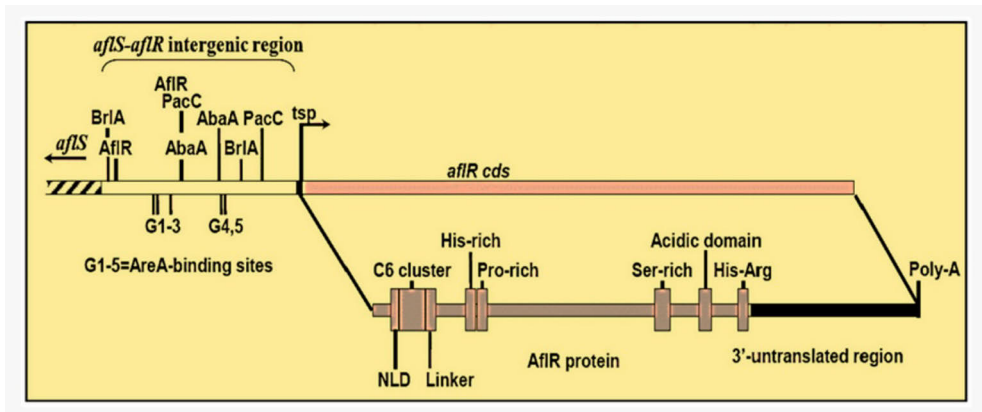 aflS-aflR intergenic region
AflR
PacC
BrlA
AbaA PacC
tsp
aflS
AflR
AbaA
BrlA
aflR cds
G1-3
G4,5
G1-5=AreA-binding sites
His-rich
Acidic domain
C6 cluster
Pro-rich
Ser-rich
His-Arg
Poly-A
AflR protein
3'-untranslated region
NLD
Linker